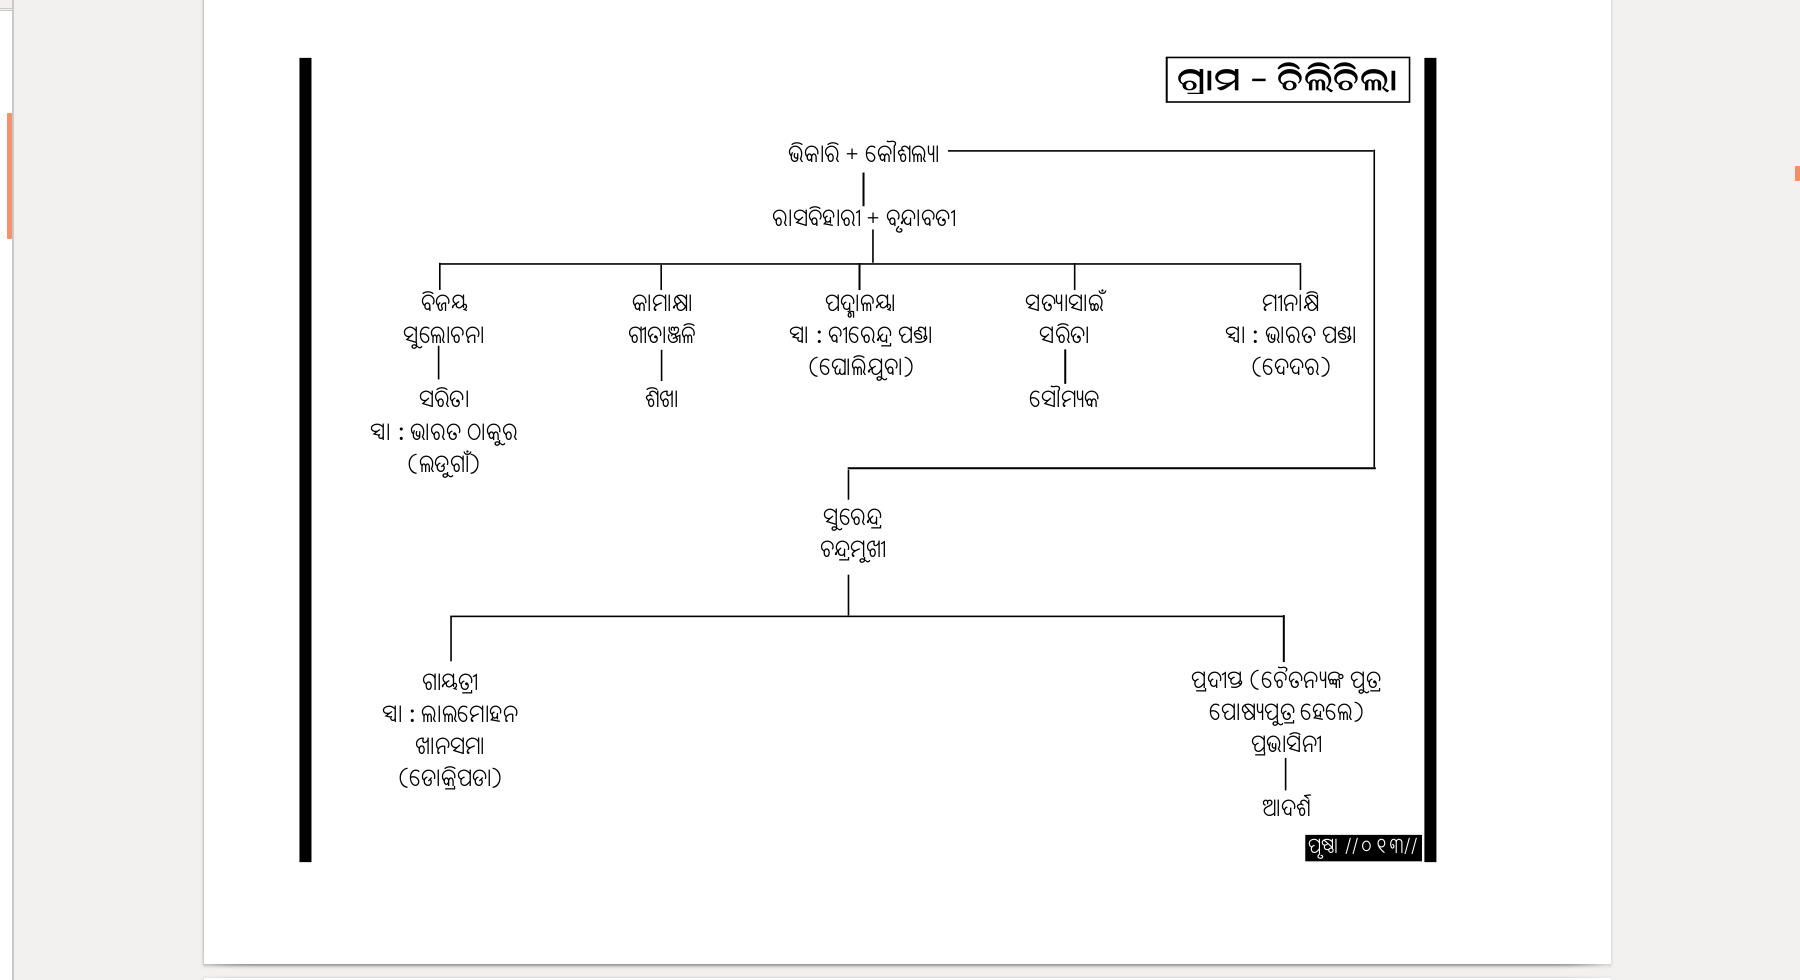 ଗ୍ରାମ - ଚିଲିଚିଲା
ଭିକାରି + କୌଶଲ୍ୟା
ରାସବିହାରୀ + ବୃନ୍ଦାବତୀ
ବିଜୟ
ସୁଲୋଚନା
ସରିତା
ସ୍ୱା : ଭାରତ ଠାକୁର
(ଲଡୁଗାଁ)
କାମାକ୍ଷା
ଗୀତାଞ୍ଜଳି
ଶିଖା
ପଦ୍ମାଳୟା
ସ୍ୱା : ବୀରେନ୍ଦ୍ର ପଣ୍ଡା
(ଘୋଲିଯୁବା)
ସତ୍ୟାସାଇଁ
ସରିତା
ସୌମ୍ୟକ
ମୀନାକ୍ଷି
ସ୍ୱା : ଭାରତ ପଣ୍ଡା
(ଦେଦର)
ସୁରେନ୍ଦ୍ର
ଚନ୍ଦ୍ରମୁଖୀ
ଗାୟତ୍ରୀ
ସ୍ୱା : ଲାଲମୋହନ
ଖାନସମା
(ଡୋକ୍ରିପଡା)
ପ୍ରଦୀପ୍ତ (ଚୈତନ୍ୟଙ୍କ ପୁତ୍ର
ପୋଷ୍ୟପୁତ୍ର ହେଲେ)
ପ୍ରଭାସିନୀ
ଆଦର୍ଶ
ପୃଷ୍ଠା //୦୧୩//